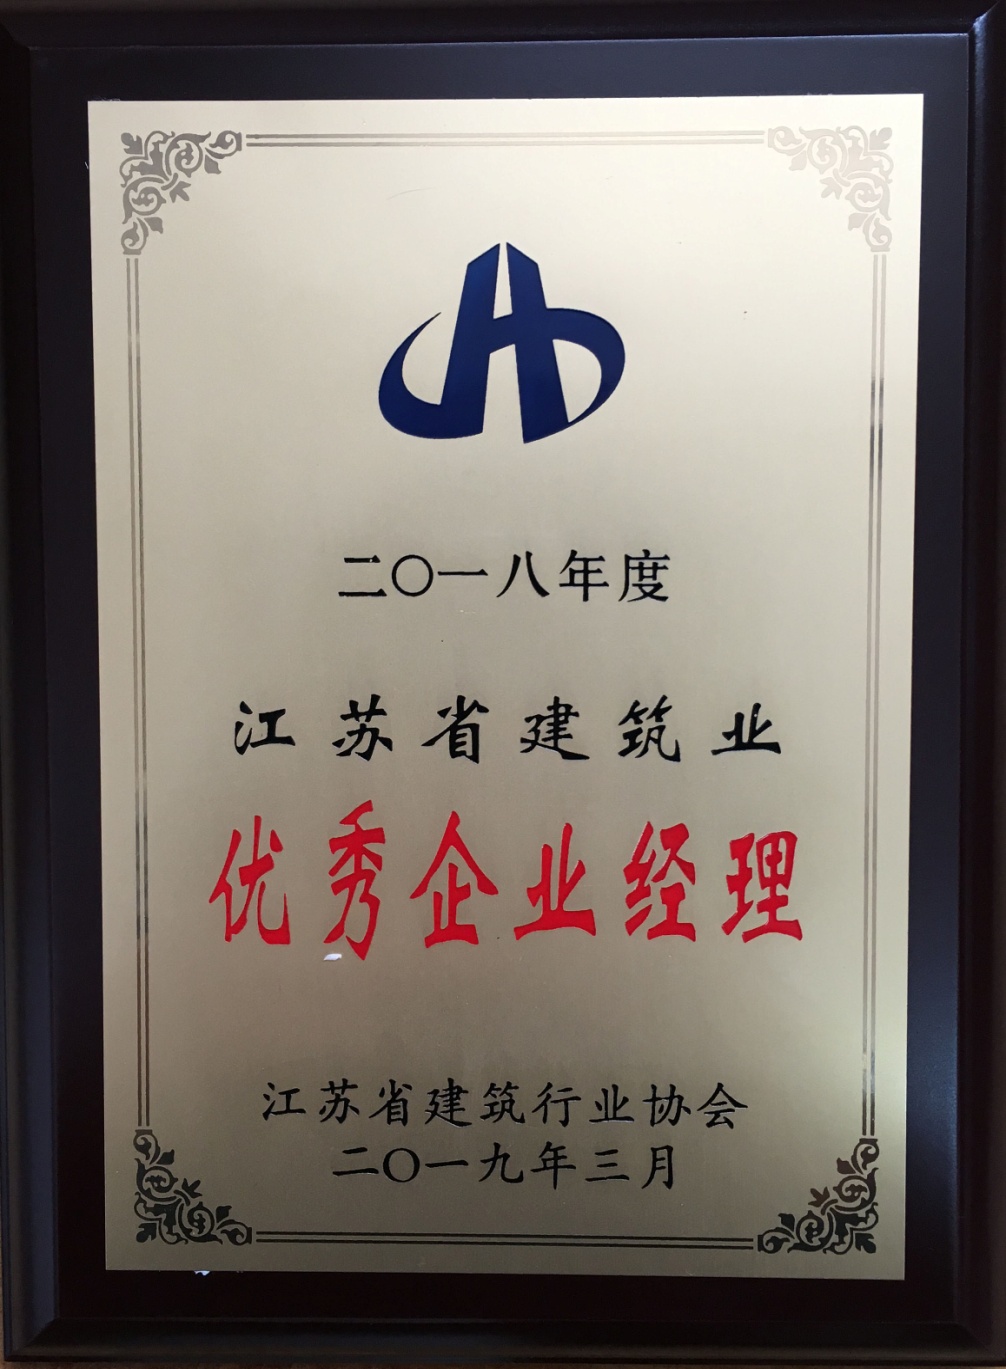 二〇一八年度
江苏省建筑业
优秀企业经理
江苏省建筑行业协会
二〇一九年三月